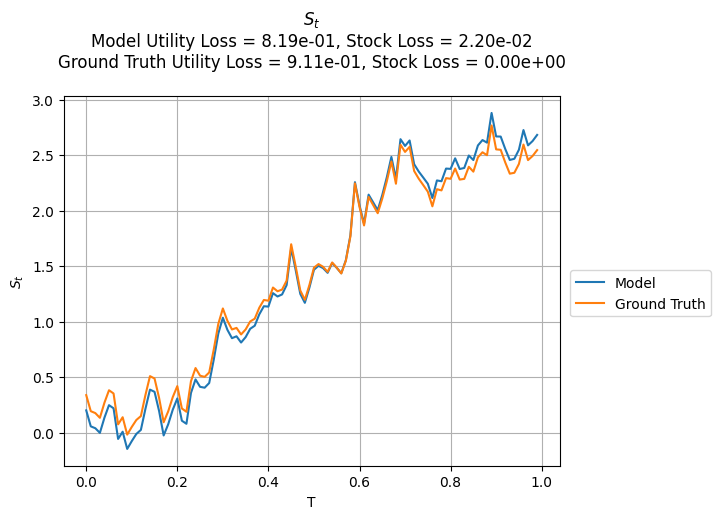 S_t
Model Utility Loss = 8.19e-01, Stock Loss = 2.20e-02
Ground Truth Utility Loss = 9.11e-01, Stock Loss = 0.00e+00
3.0
2.5
2.0
1.5
1.0
0.5
0.0
S_t
0.0 0.2 0.4 0.6 0.8 1.0
T
Model
Ground Truth